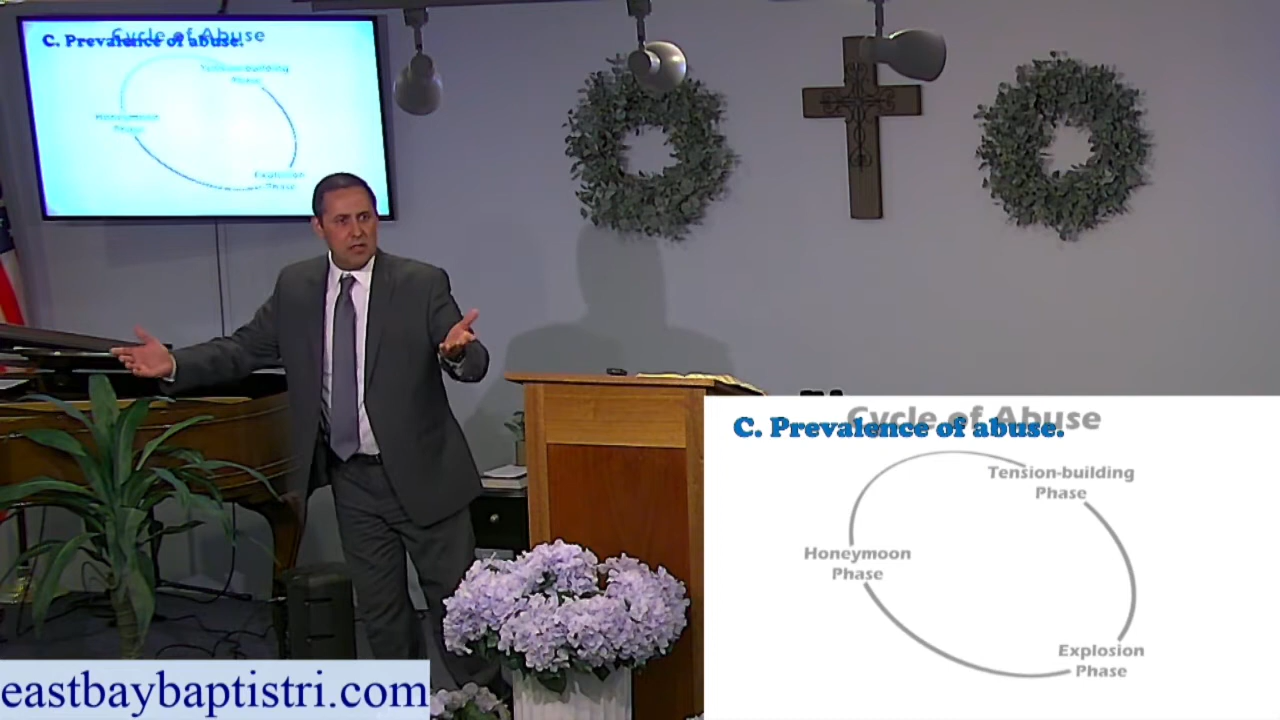 Cycle of Abuse
C. Prevalence of abuse.
Tension-building
Phase
Honeymoon
Phase
Explosion
Phase
Cycle of Abuse
C. Prevalence of abuse.
Tension-building
Phase
Honeymoon
Phase
Explosion
Phase
eastbaybaptistri.com